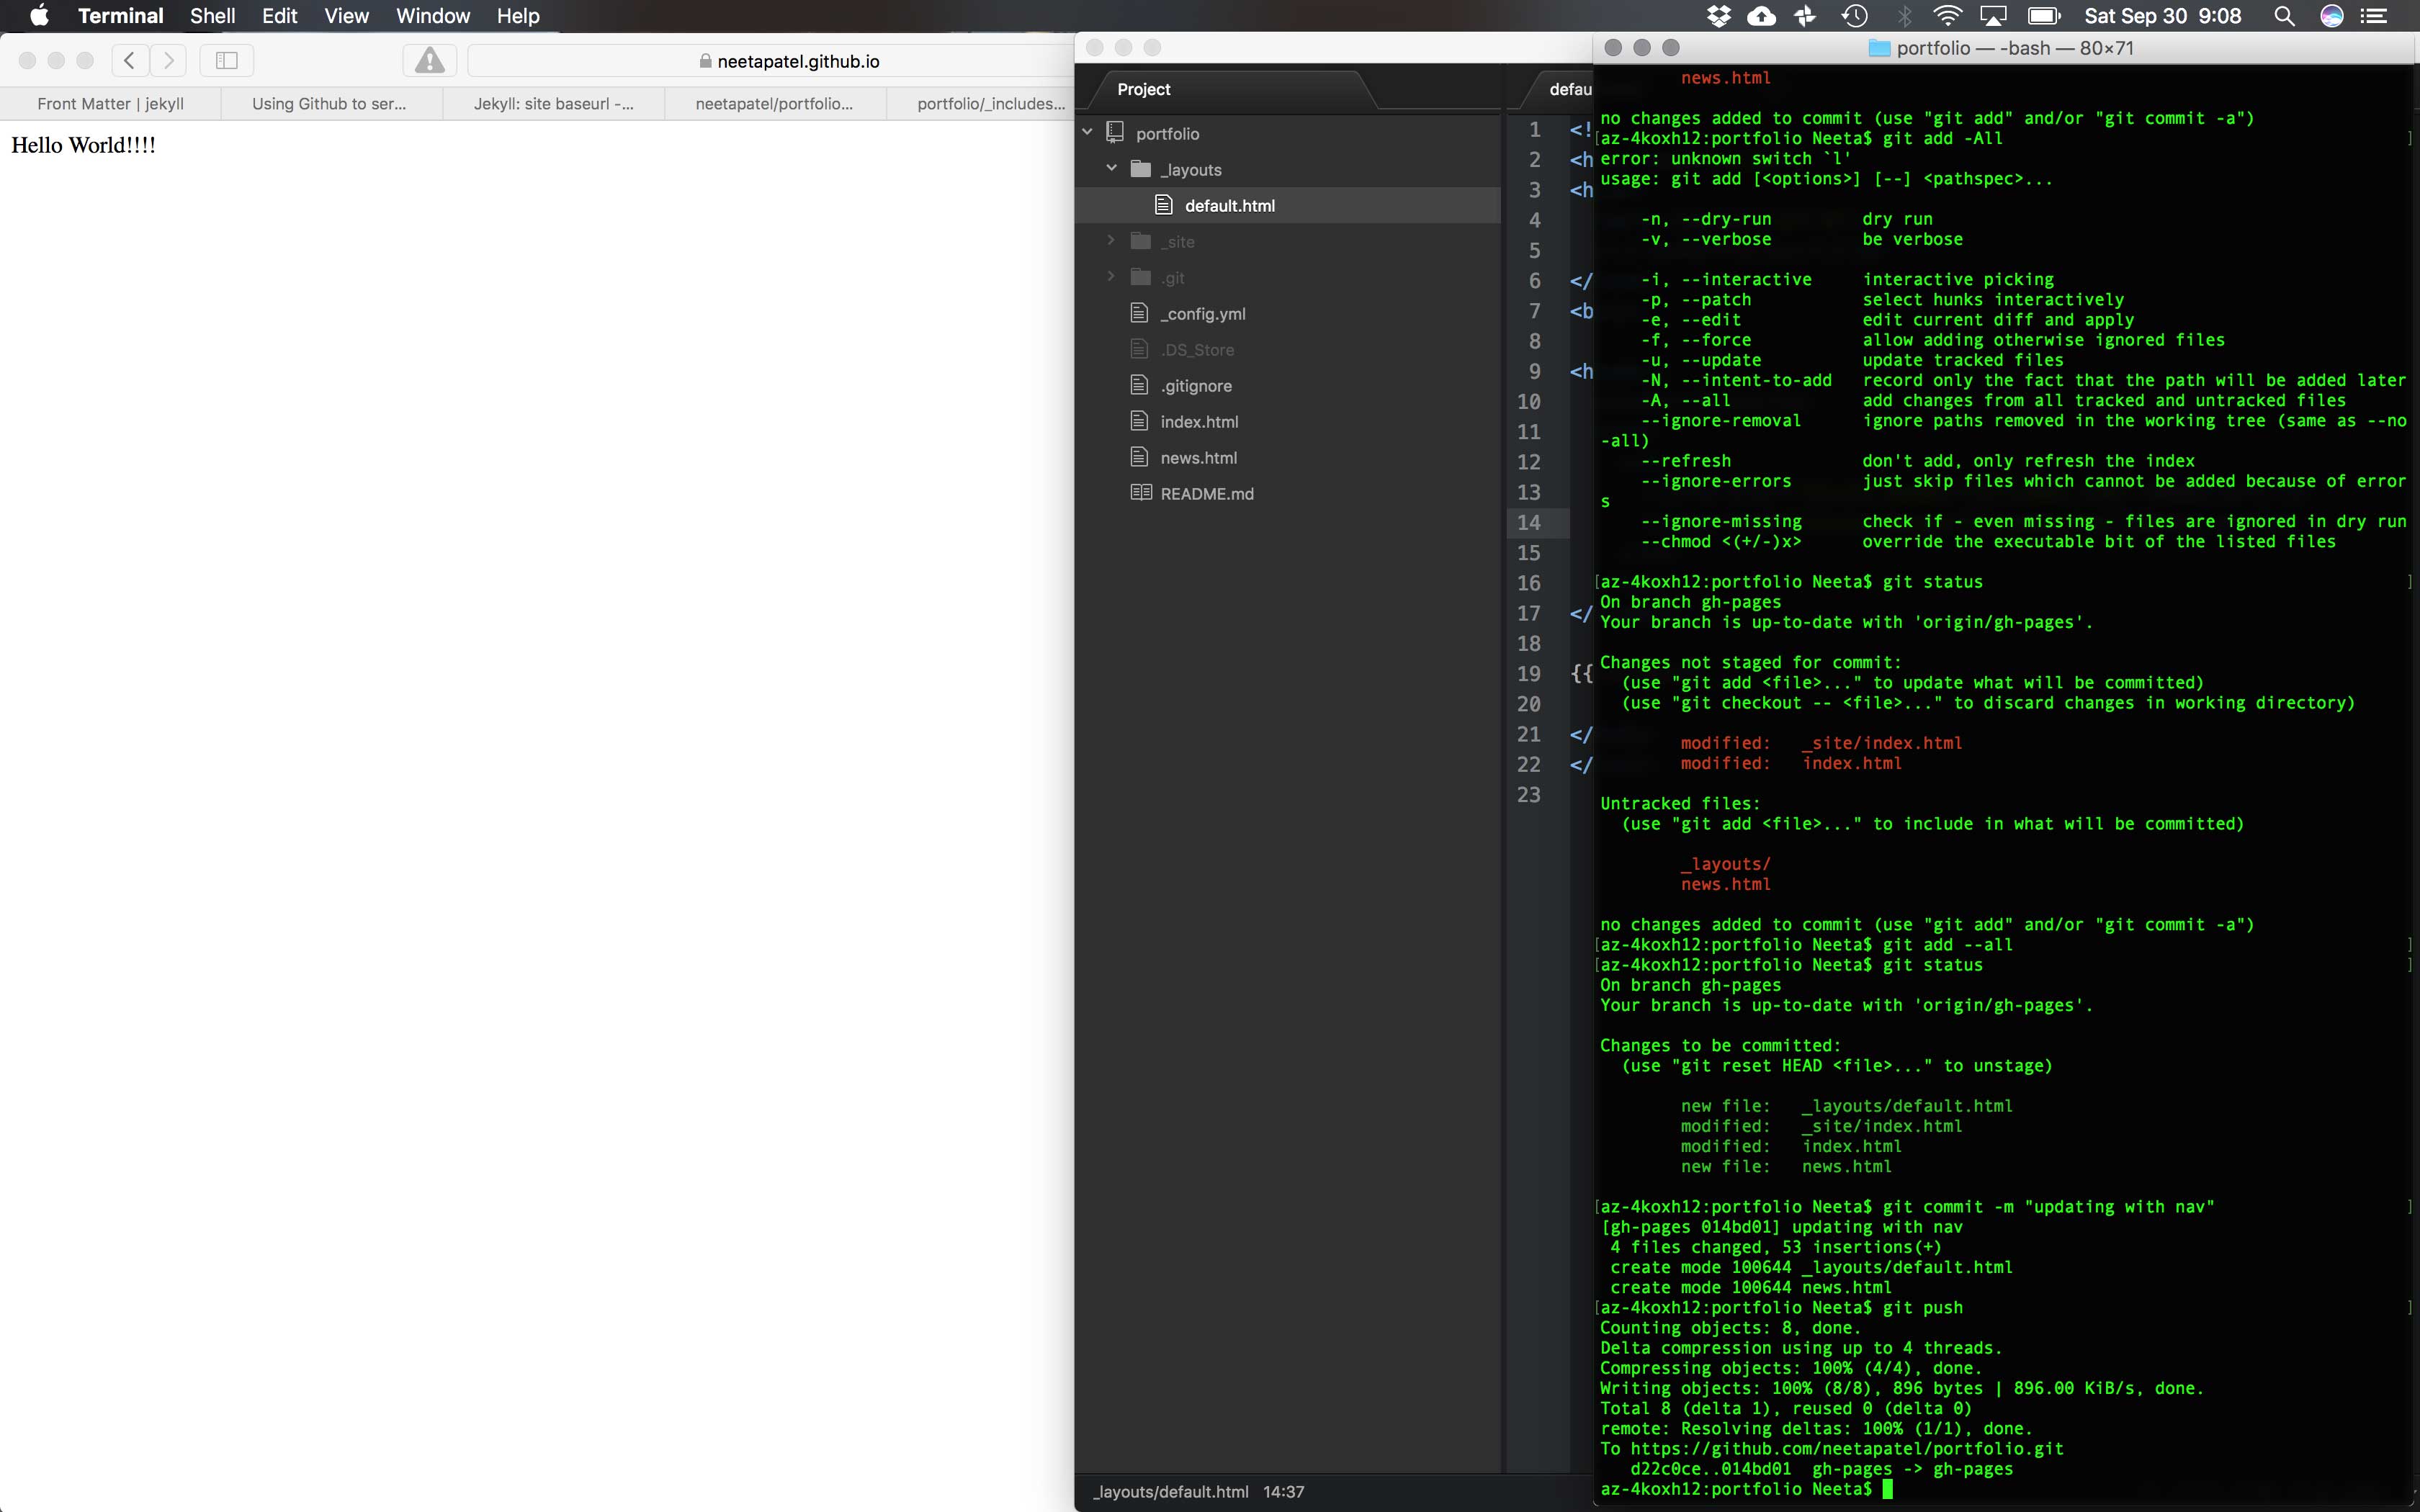 Terminal Shell Edit View Window Help
Sat Sep 30 9:08
neetapatel.github.io
Front Matter | jekyll
Using Github to ser...
Jekyll: site baseurl -...
neetapatel/portfolio...
portfolio/_includes...
Hello World!!!!
Project
portfolio
_layouts
default.html
_site
.git
_config.yml
.DS_Store
.gitignore
index.html
news.html
README.md
_layouts/default.html 14:37
defau
1 <!
2 <h
3 <h
4
5
6 </
7 <b
8
9 <h
10
11
12
13
14
15
16
17 </
18
19 {{
20
21 </
22 </
23
portfolio — -bash — 80×71
news.html
no changes added to commit (use "git add" and/or "git commit -a")
[az-4koxh12:portfolio Neeta$ git add -All ]
error: unknown switch `l'
usage: git add [<options>] [--] <pathspec>...
-n, --dry-run dry run
-v, --verbose be verbose
-i, --interactive interactive picking
-p, --patch select hunks interactively
-e, --edit edit current diff and apply
-f, --force allow adding otherwise ignored files
-u, --update update tracked files
-N, --intent-to-add record only the fact that the path will be added later
-A, --all add changes from all tracked and untracked files
--ignore-removal ignore paths removed in the working tree (same as --no
-all)
--refresh don't add, only refresh the index
--ignore-errors just skip files which cannot be added because of error
s
--ignore-missing check if - even missing - files are ignored in dry run
--chmod <(+/-)x> override the executable bit of the listed files
[az-4koxh12:portfolio Neeta$ git status ]
On branch gh-pages
Your branch is up-to-date with 'origin/gh-pages'.
Changes not staged for commit:
(use "git add <file>..." to update what will be committed)
(use "git checkout -- <file>..." to discard changes in working directory)
modified: _site/index.html
modified: index.html
Untracked files:
(use "git add <file>..." to include in what will be committed)
_layouts/
news.html
no changes added to commit (use "git add" and/or "git commit -a")
[az-4koxh12:portfolio Neeta$ git add --all ]
[az-4koxh12:portfolio Neeta$ git status ]
On branch gh-pages
Your branch is up-to-date with 'origin/gh-pages'.
Changes to be committed:
(use "git reset HEAD <file>..." to unstage)
new file: _layouts/default.html
modified: _site/index.html
modified: index.html
new file: news.html
[az-4koxh12:portfolio Neeta$ git commit -m "updating with nav" ]
[gh-pages 014bd01] updating with nav
4 files changed, 53 insertions(+)
create mode 100644 _layouts/default.html
create mode 100644 news.html
[az-4koxh12:portfolio Neeta$ git push ]
Counting objects: 8, done.
Delta compression using up to 4 threads.
Compressing objects: 100% (4/4), done.
Writing objects: 100% (8/8), 896 bytes | 896.00 KiB/s, done.
Total 8 (delta 1), reused 0 (delta 0)
remote: Resolving deltas: 100% (1/1), done.
To https://github.com/neetapatel/portfolio.git
d22c0ce..014bd01 gh-pages -> gh-pages
az-4koxh12:portfolio Neeta$